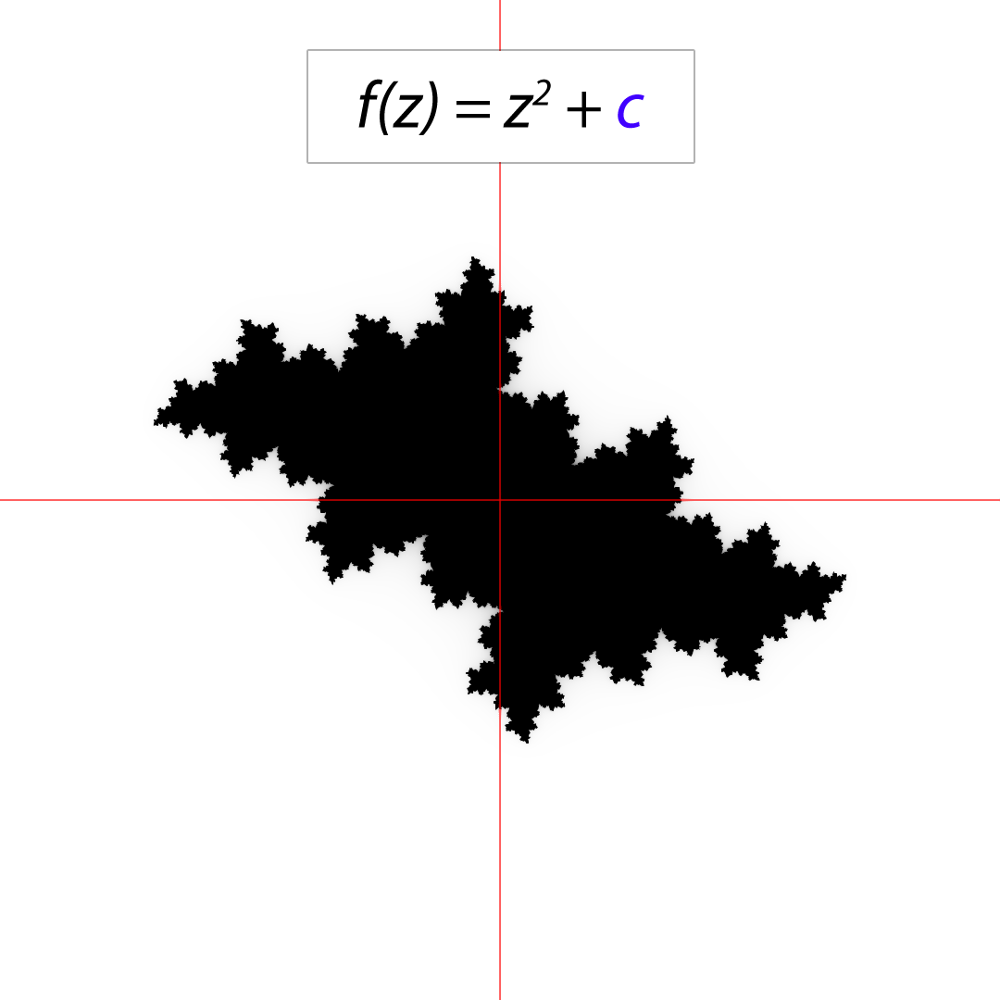 f(z) = z² + c